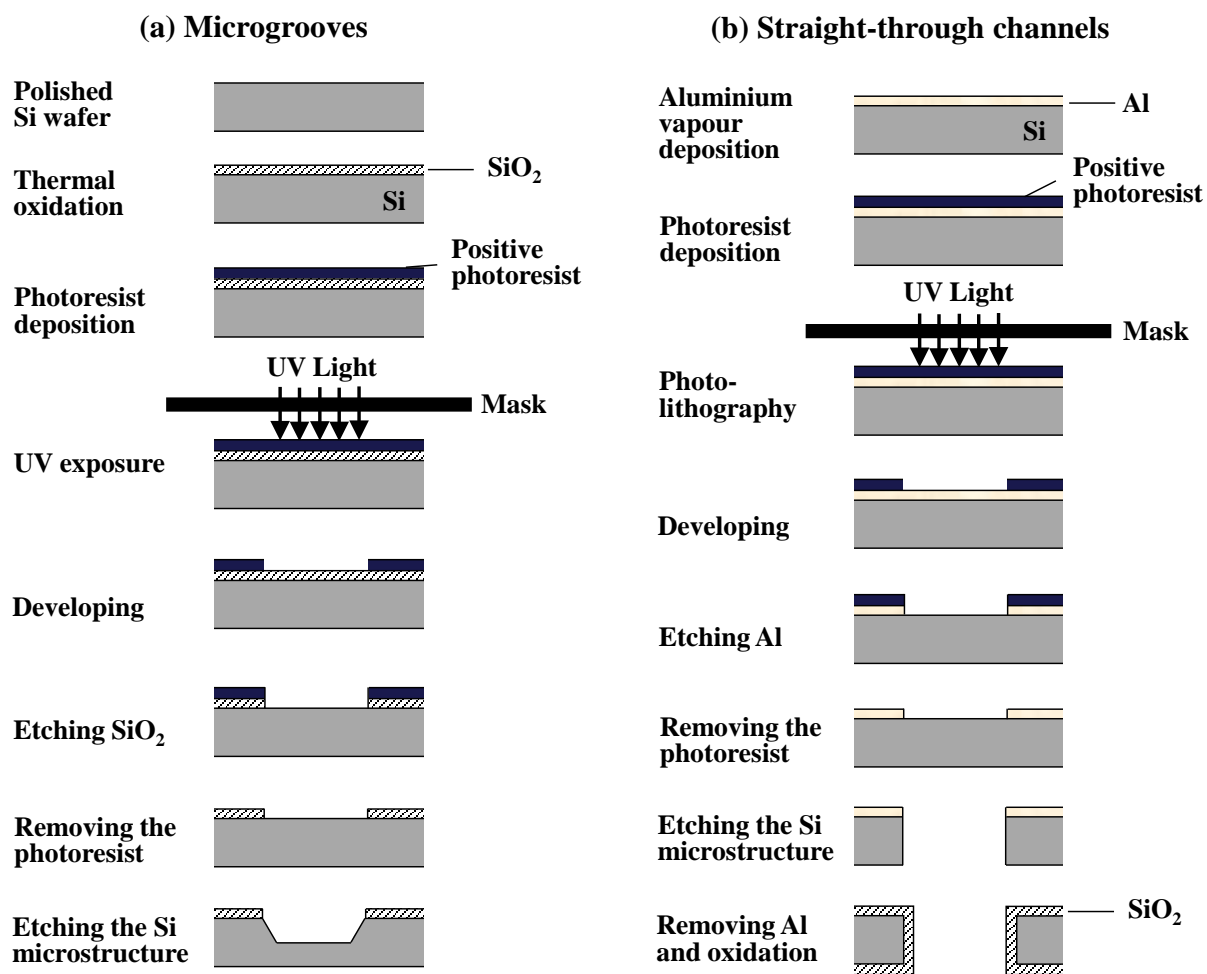 (a) Microgrooves
Polished
Si wafer
Thermal
oxidation
SiO₂
Si
Photoresist
deposition
Positive
photoresist
UV Light
Mask
UV exposure
Developing
Etching SiO₂
Removing the
photoresist
Etching the Si
microstructure
(b) Straight-through channels
Aluminium
vapour
deposition
Al
Si
Positive
photoresist
Photoresist
deposition
UV Light
Mask
Photo-
lithography
Developing
Etching Al
Removing the
photoresist
Etching the Si
microstructure
Removing Al
and oxidation
SiO₂